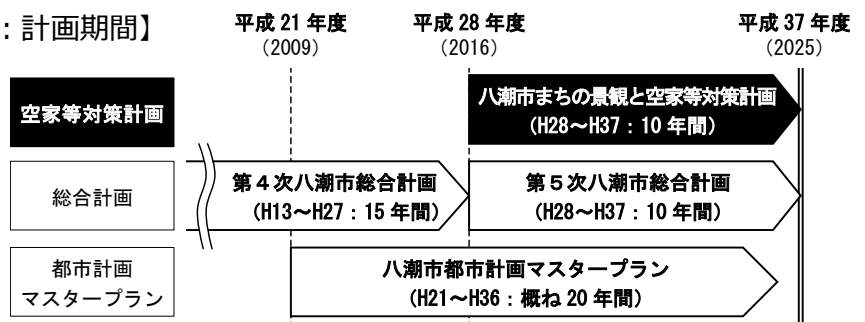 ：計画期間】
平成 21 年度
（2009）
平成 28 年度
（2016）
平成 37 年度
（2025）
空家等対策計画
八潮市まちの景観と空家等対策計画
（H28～H37：10 年間）
総合計画
第４次八潮市総合計画
（H13～H27：15 年間）
第５次八潮市総合計画
（H28～H37：10 年間）
都市計画
マスタープラン
八潮市都市計画マスタープラン
（H21～H36：概ね 20 年間）